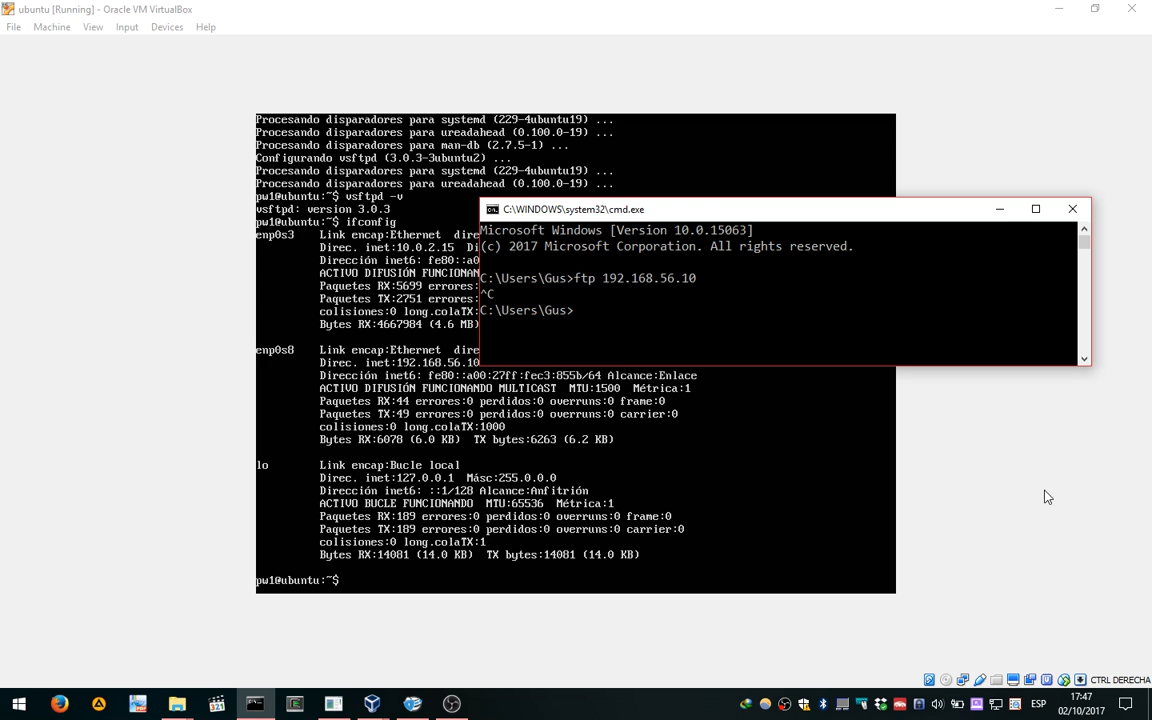 ubuntu [Running] - Oracle VM VirtualBox
File Machine View Input Devices Help
Procesando disparadores para systemd (229-4ubuntu19) ...
Procesando disparadores para ureadahead (0.100.0-19) ...
Procesando disparadores para man-db (2.7.5-1) ...
Configurando vsftpd (3.0.3-3ubuntu2) ...
Procesando disparadores para systemd (229-4ubuntu19) ...
Procesando disparadores para ureadahead (0.100.0-19) ...
pw1@ubuntu:~$ vsftpd -v
vsftpd: version 3.0.3
pw1@ubuntu:~$ ifconfig
enp0s3 Link encap:Ethernet dire
Direc. inet:10.0.2.15 Di
Dirección inet6: fe80::a0
ACTIVO DIFUSIÓN FUNCIONAN
Paquetes RX:5699 errores:
Paquetes TX:2751 errores:
colisiones:0 long.colaTX:
Bytes RX:4667984 (4.6 MB)
enp0s8 Link encap:Ethernet dire
Direc. inet:192.168.56.10
Dirección inet6: fe80::a00:27ff:fec3:855b/64 Alcance:Enlace
ACTIVO DIFUSIÓN FUNCIONANDO MULTICAST MTU:1500 Métrica:1
Paquetes RX:44 errores:0 perdidos:0 overruns:0 frame:0
Paquetes TX:49 errores:0 perdidos:0 overruns:0 carrier:0
colisiones:0 long.colaTX:1000
Bytes RX:6078 (6.0 KB) TX bytes:6263 (6.2 KB)
lo Link encap:Bucle local
Direc. inet:127.0.0.1 Másc:255.0.0.0
Dirección inet6: ::1/128 Alcance:Anfitrión
ACTIVO BUCLE FUNCIONANDO MTU:65536 Métrica:1
Paquetes RX:189 errores:0 perdidos:0 overruns:0 frame:0
Paquetes TX:189 errores:0 perdidos:0 overruns:0 carrier:0
colisiones:0 long.colaTX:1
Bytes RX:14081 (14.0 KB) TX bytes:14081 (14.0 KB)
pw1@ubuntu:~$
C:\WINDOWS\system32\cmd.exe
Microsoft Windows [Version 10.0.15063]
(c) 2017 Microsoft Corporation. All rights reserved.
C:\Users\Gus>ftp 192.168.56.10
^C
C:\Users\Gus>
CTRL DERECHA
ESP
17:47
02/10/2017